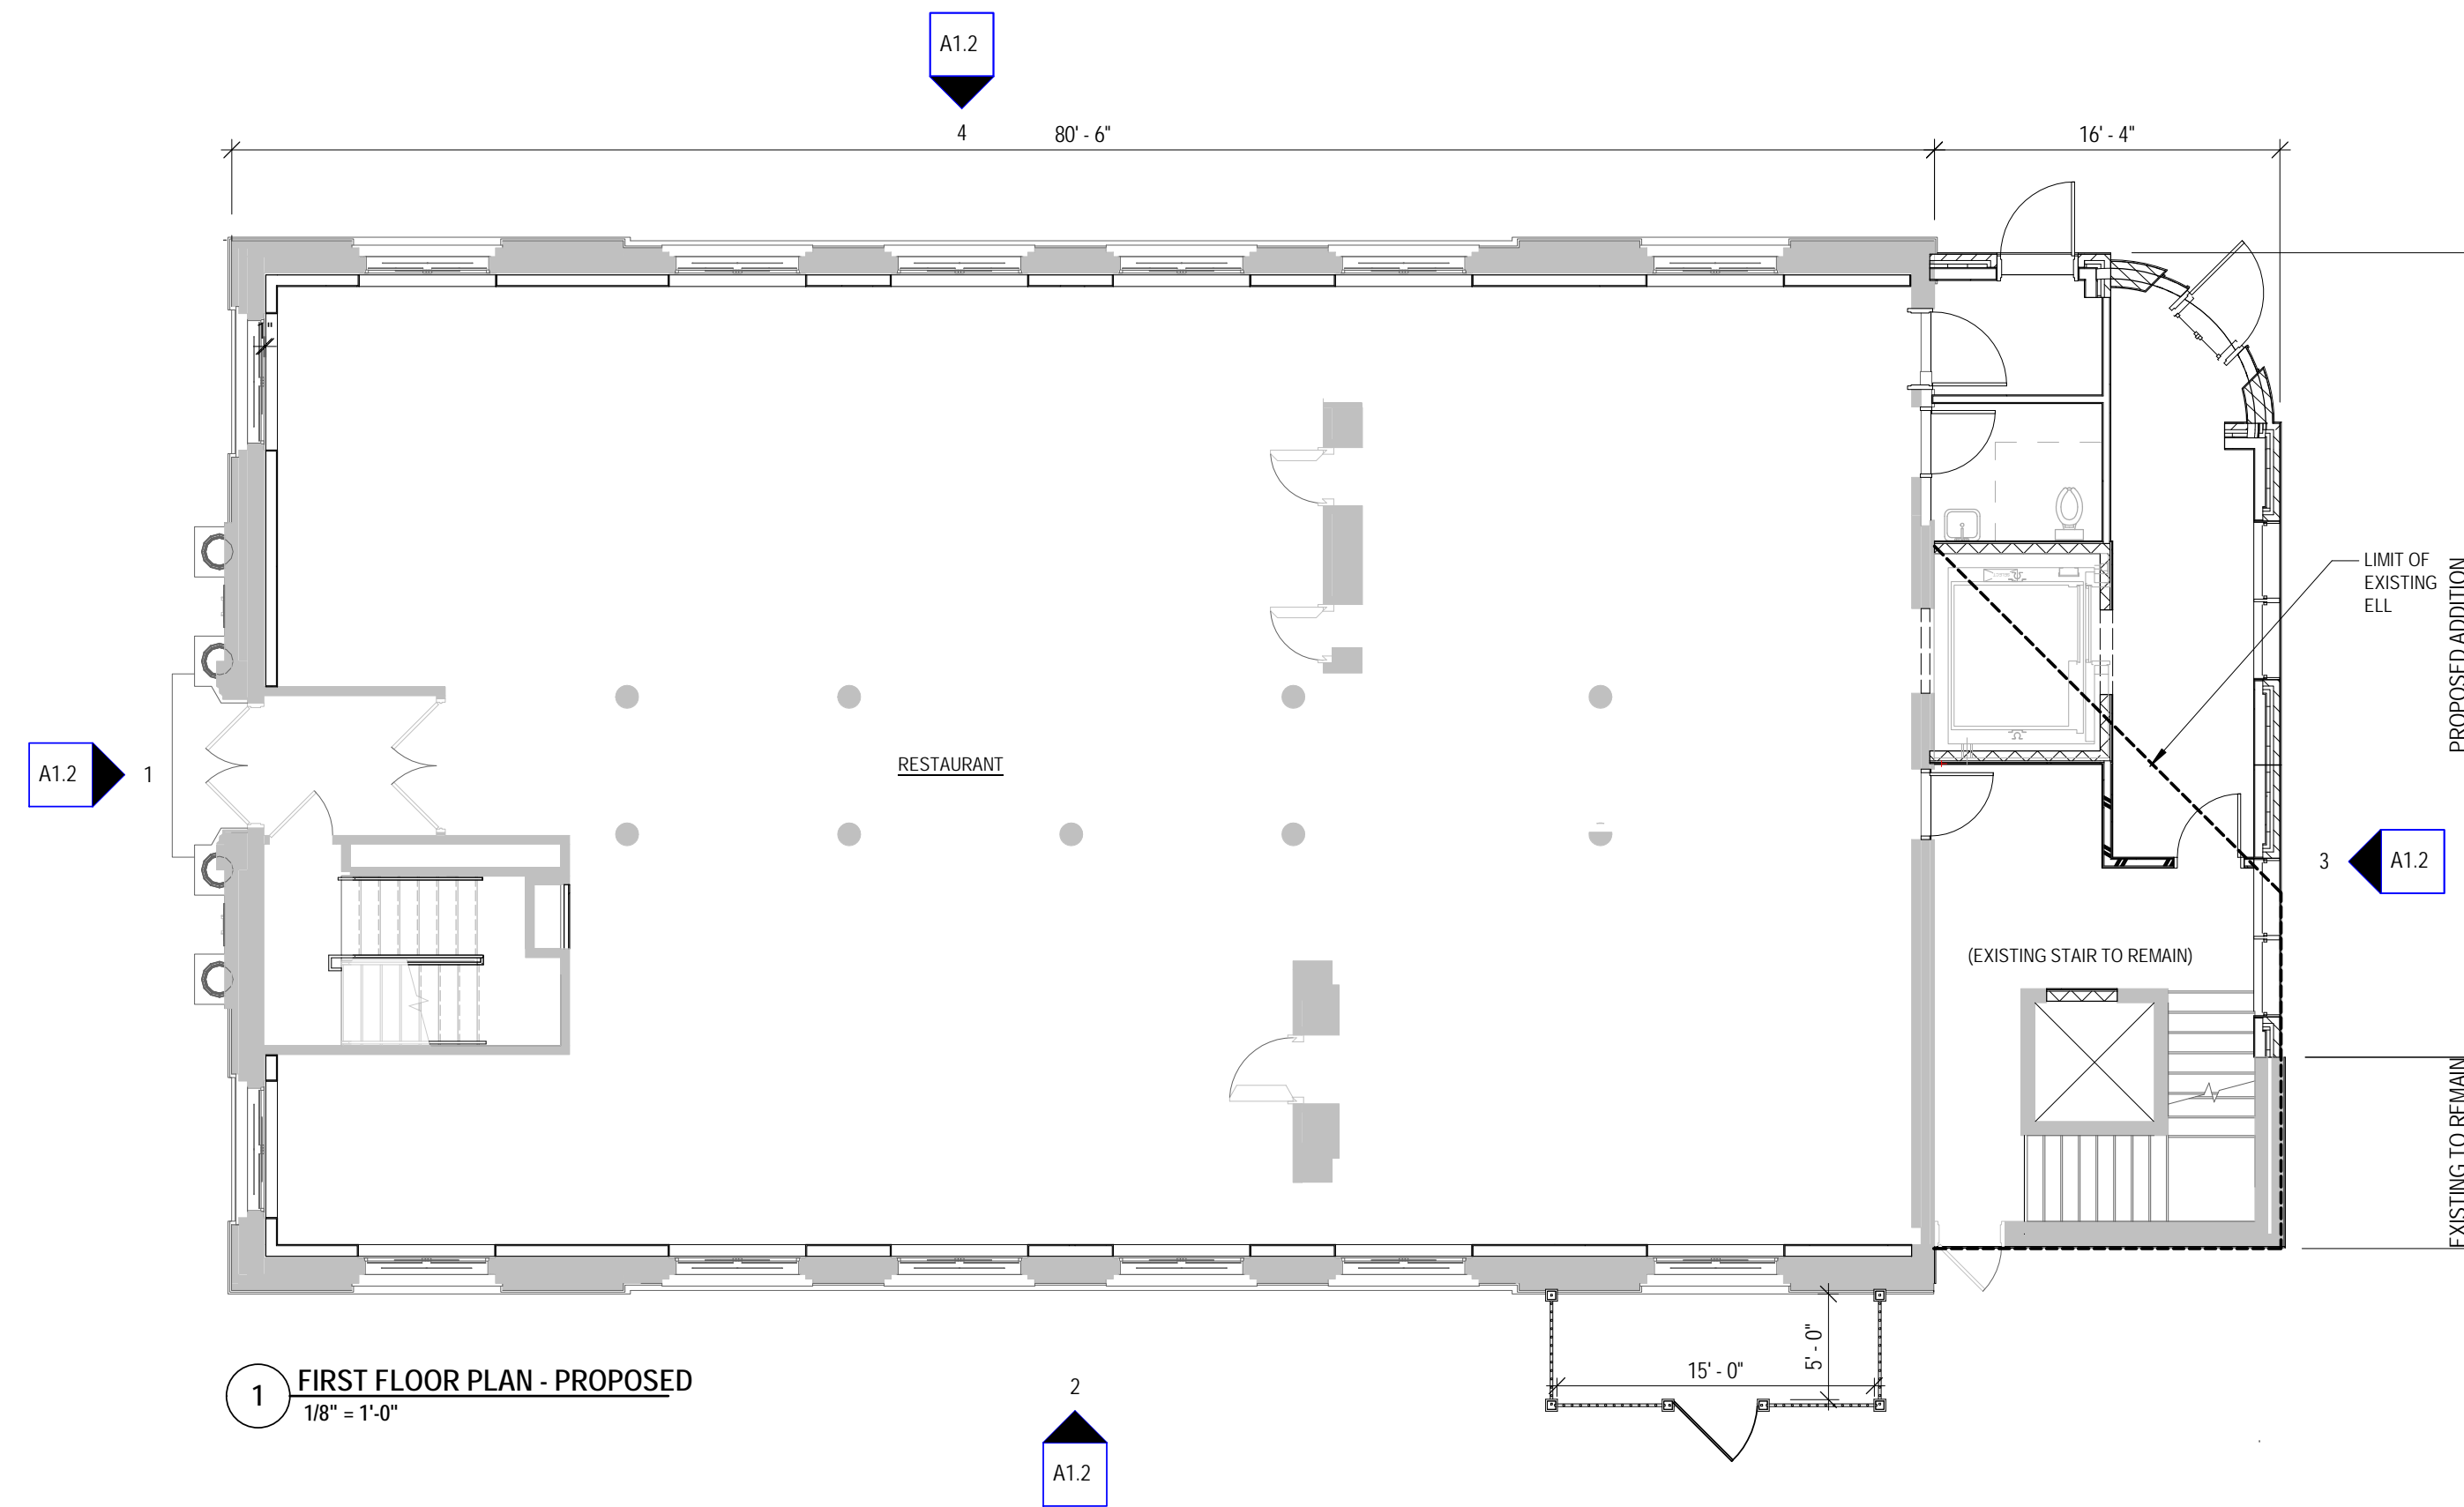 A1.2
4
80' - 6"
16' - 4"
"
LIMIT OF
EXISTING
ELL
PROPOSED ADDITION
A1.2
1
RESTAURANT
3
A1.2
(EXISTING STAIR TO REMAIN)
EXISTING TO REMAIN
5' - 0"
15' - 0"
1
FIRST FLOOR PLAN - PROPOSED
1/8" = 1'-0"
2
A1.2